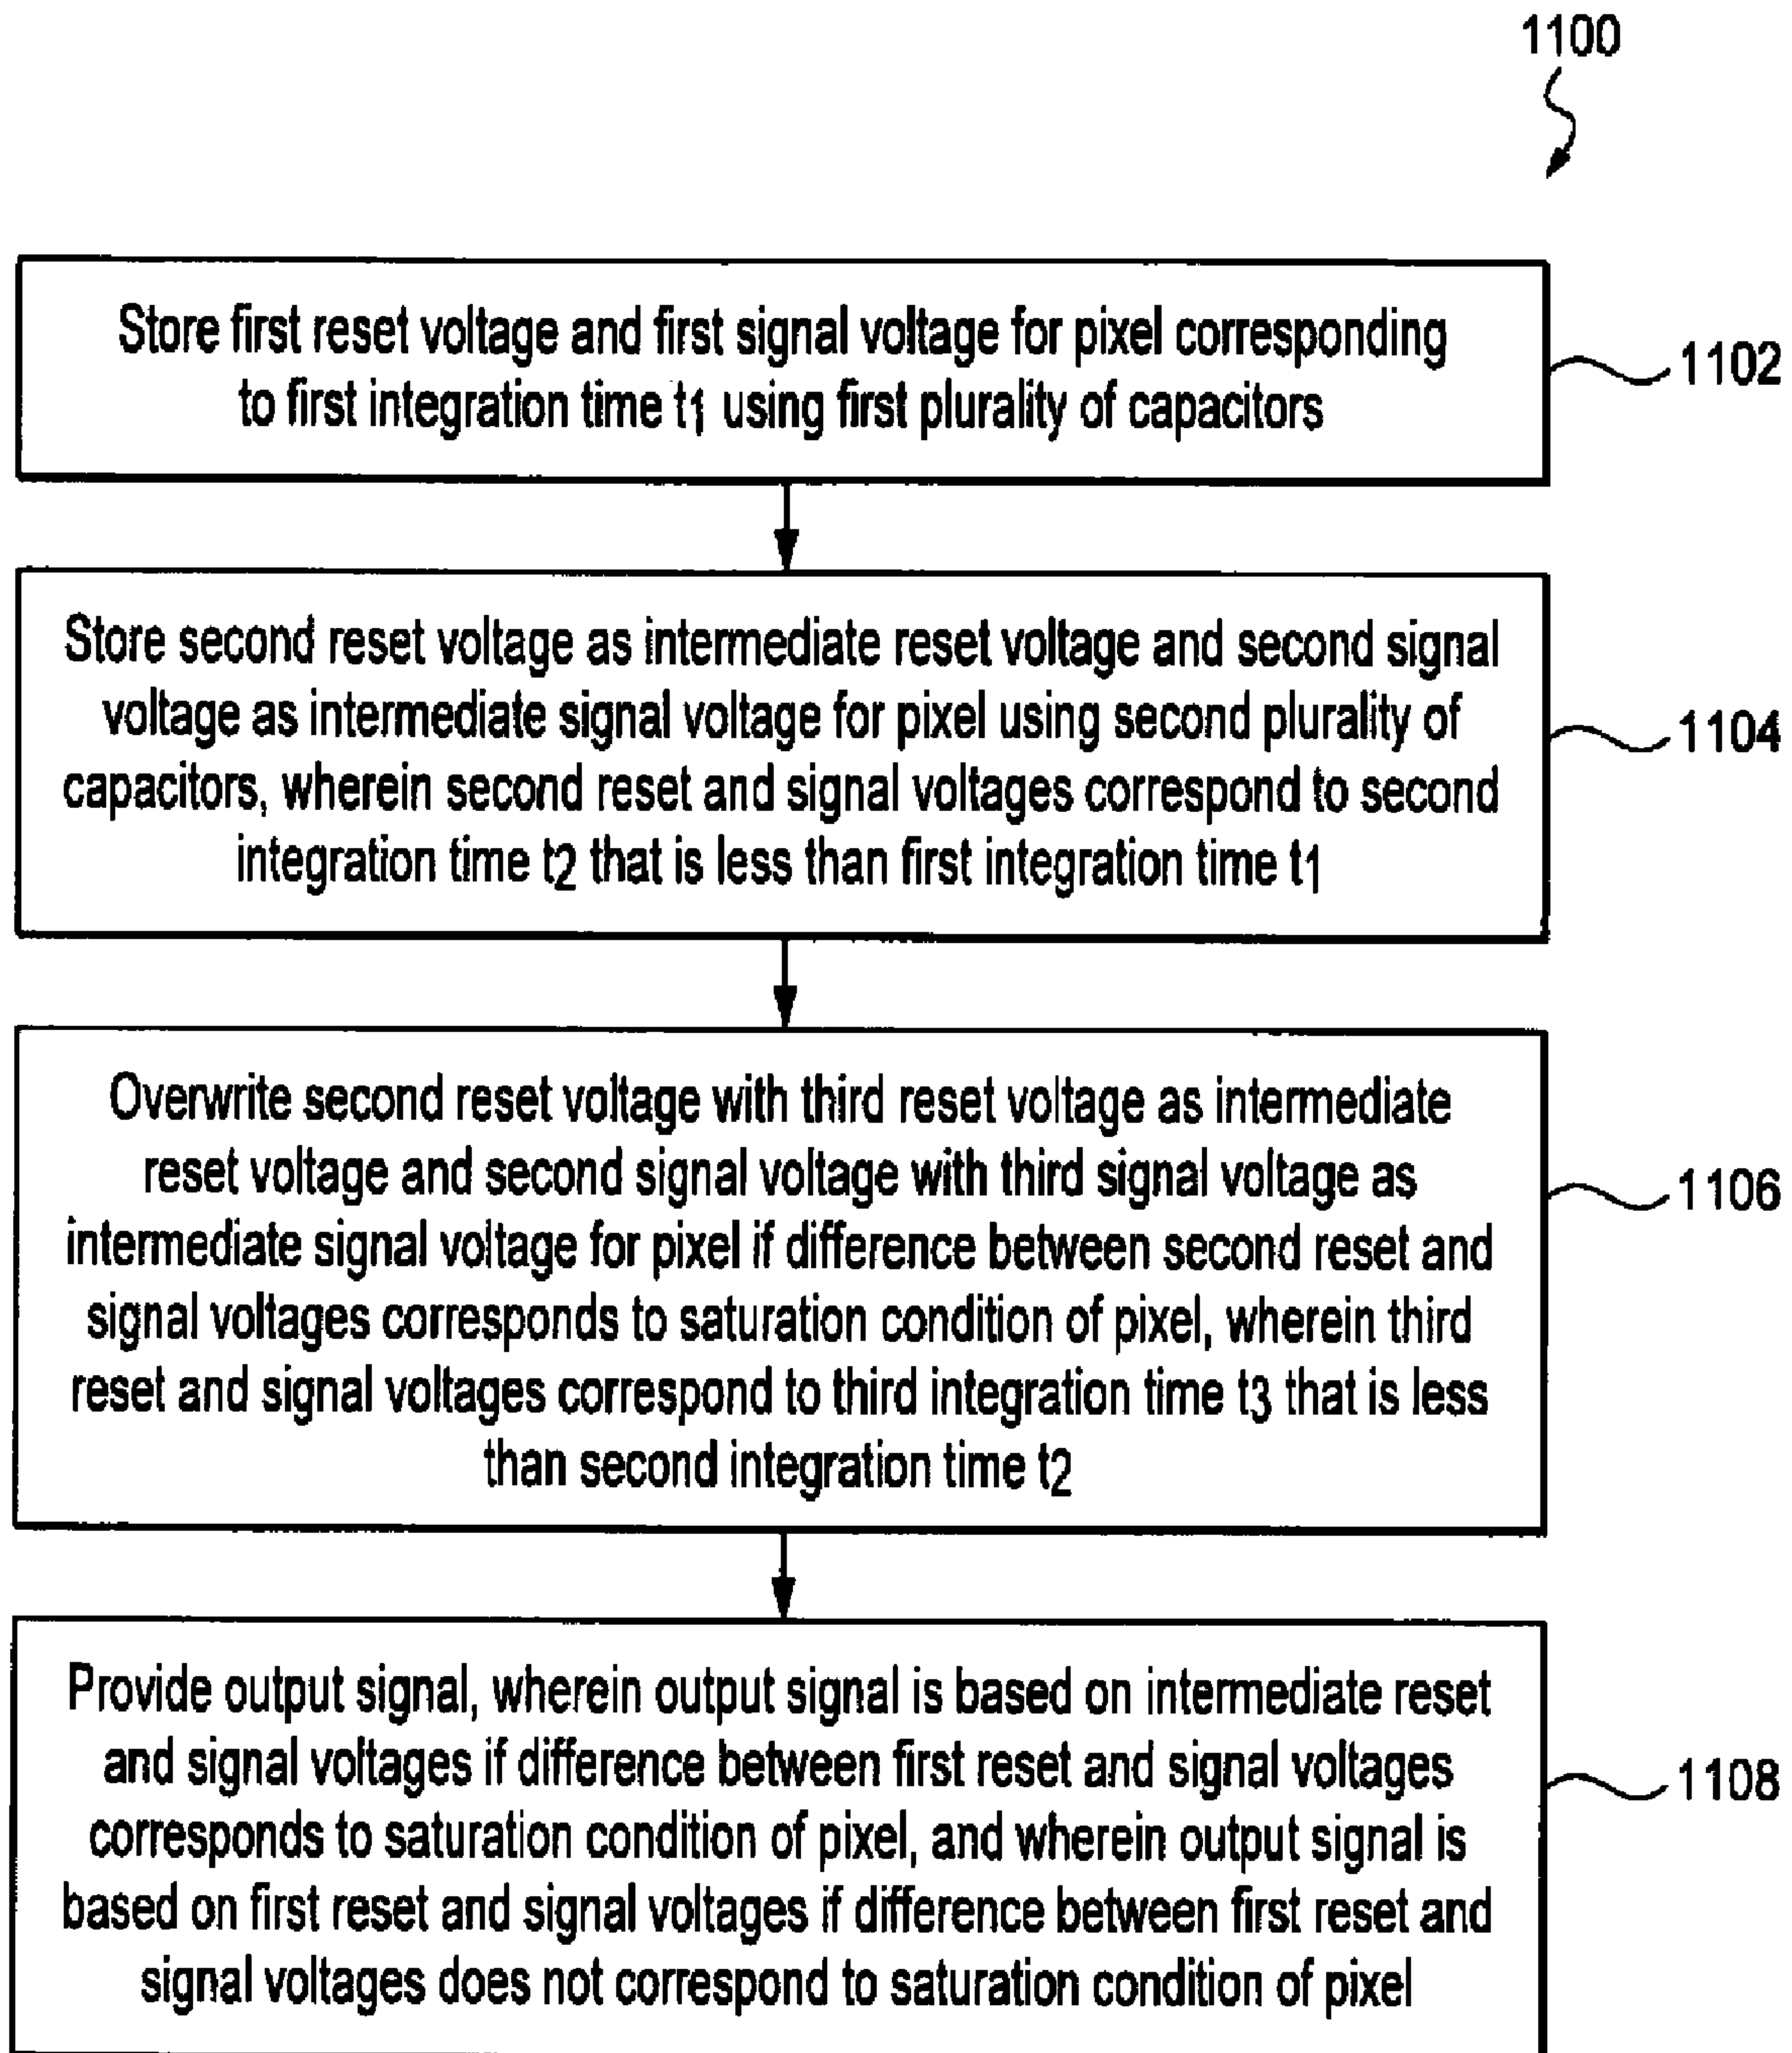 1100
Store first reset voltage and first signal voltage for pixel corresponding
to first integration time t1 using first plurality of capacitors
1102
Store second reset voltage as intermediate reset voltage and second signal
voltage as intermediate signal voltage for pixel using second plurality of
capacitors, wherein second reset and signal voltages correspond to second
integration time t2 that is less than first integration time t1
1104
Overwrite second reset voltage with third reset voltage as intermediate
reset voltage and second signal voltage with third signal voltage as
intermediate signal voltage for pixel if difference between second reset and
signal voltages corresponds to saturation condition of pixel, wherein third
reset and signal voltages correspond to third integration time t3 that is less
than second integration time t2
1106
Provide output signal, wherein output signal is based on intermediate reset
and signal voltages if difference between first reset and signal voltages
corresponds to saturation condition of pixel, and wherein output signal is
based on first reset and signal voltages if difference between first reset and
signal voltages does not correspond to saturation condition of pixel
1108